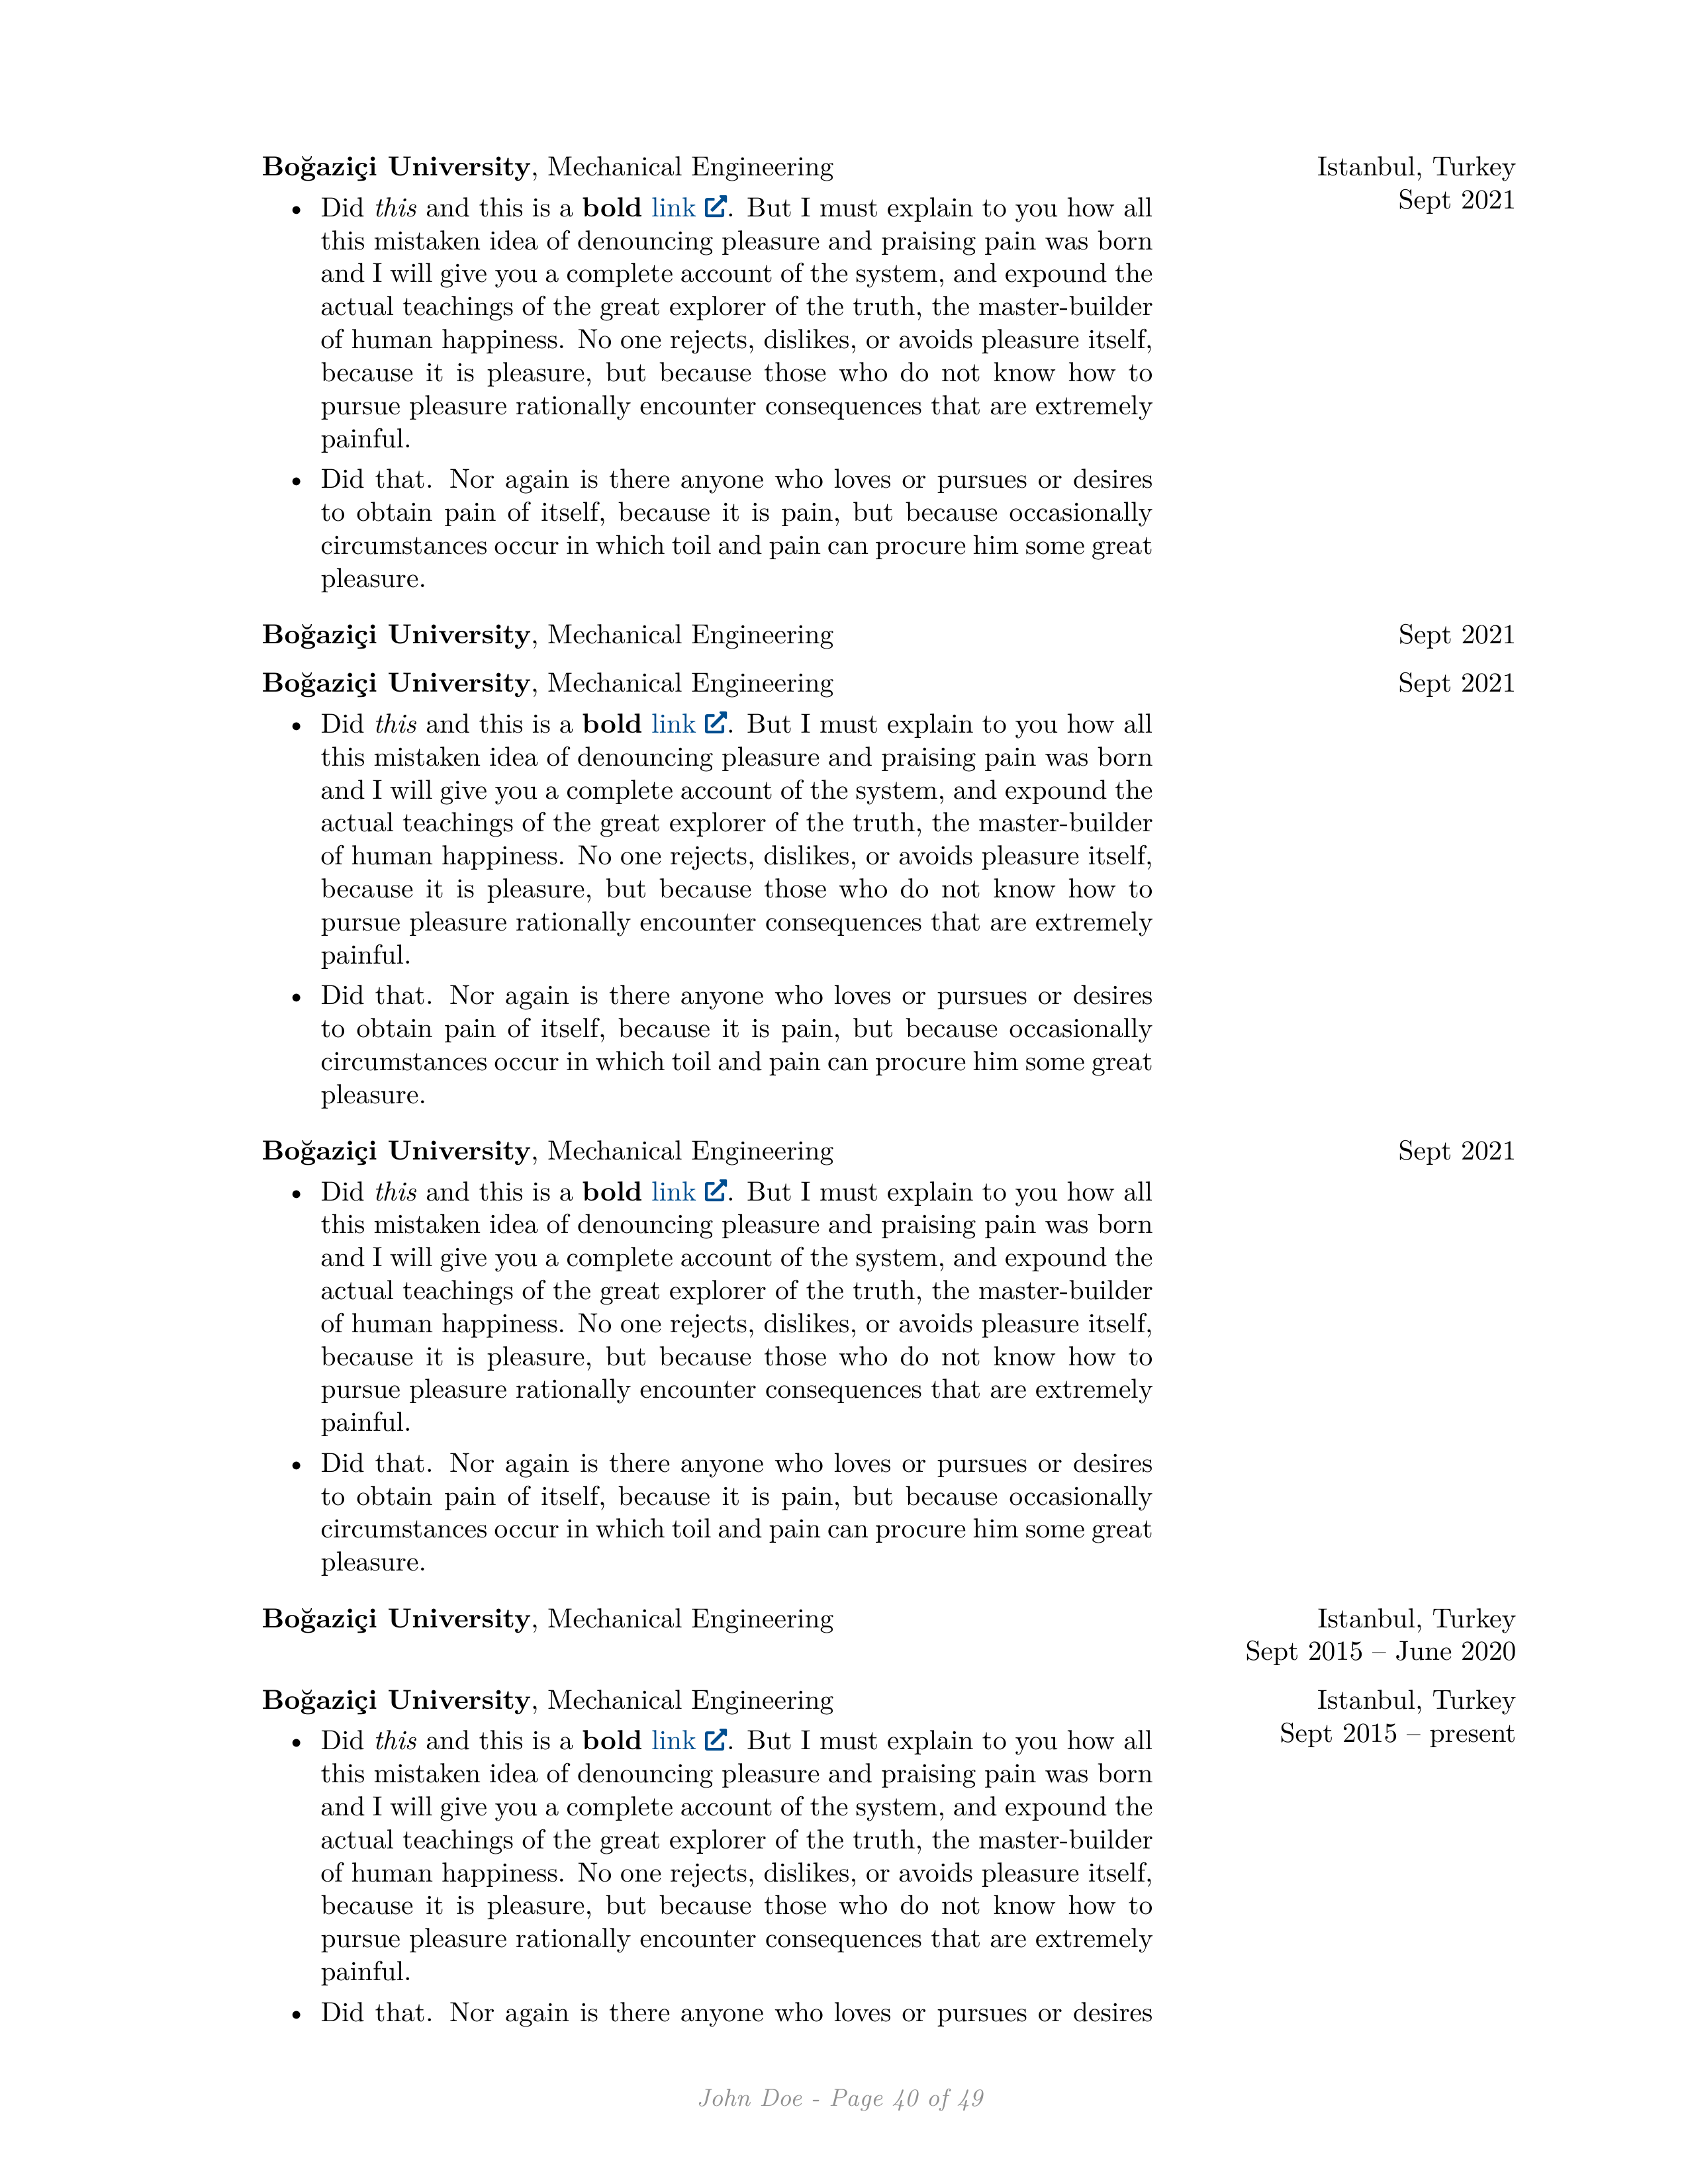 Boğaziçi University, Mechanical Engineering Istanbul, Turkey
Sept 2021
• Did this and this is a bold link. But I must explain to you how all
this mistaken idea of denouncing pleasure and praising pain was born
and I will give you a complete account of the system, and expound the
actual teachings of the great explorer of the truth, the master-builder
of human happiness. No one rejects, dislikes, or avoids pleasure itself,
because it is pleasure, but because those who do not know how to
pursue pleasure rationally encounter consequences that are extremely
painful.
• Did that. Nor again is there anyone who loves or pursues or desires
to obtain pain of itself, because it is pain, but because occasionally
circumstances occur in which toil and pain can procure him some great
pleasure.
Boğaziçi University, Mechanical Engineering Sept 2021
Boğaziçi University, Mechanical Engineering Sept 2021
• Did this and this is a bold link. But I must explain to you how all
this mistaken idea of denouncing pleasure and praising pain was born
and I will give you a complete account of the system, and expound the
actual teachings of the great explorer of the truth, the master-builder
of human happiness. No one rejects, dislikes, or avoids pleasure itself,
because it is pleasure, but because those who do not know how to
pursue pleasure rationally encounter consequences that are extremely
painful.
• Did that. Nor again is there anyone who loves or pursues or desires
to obtain pain of itself, because it is pain, but because occasionally
circumstances occur in which toil and pain can procure him some great
pleasure.
Boğaziçi University, Mechanical Engineering Sept 2021
• Did this and this is a bold link. But I must explain to you how all
this mistaken idea of denouncing pleasure and praising pain was born
and I will give you a complete account of the system, and expound the
actual teachings of the great explorer of the truth, the master-builder
of human happiness. No one rejects, dislikes, or avoids pleasure itself,
because it is pleasure, but because those who do not know how to
pursue pleasure rationally encounter consequences that are extremely
painful.
• Did that. Nor again is there anyone who loves or pursues or desires
to obtain pain of itself, because it is pain, but because occasionally
circumstances occur in which toil and pain can procure him some great
pleasure.
Boğaziçi University, Mechanical Engineering Istanbul, Turkey
Sept 2015 – June 2020
Boğaziçi University, Mechanical Engineering Istanbul, Turkey
Sept 2015 – present
• Did this and this is a bold link. But I must explain to you how all
this mistaken idea of denouncing pleasure and praising pain was born
and I will give you a complete account of the system, and expound the
actual teachings of the great explorer of the truth, the master-builder
of human happiness. No one rejects, dislikes, or avoids pleasure itself,
because it is pleasure, but because those who do not know how to
pursue pleasure rationally encounter consequences that are extremely
painful.
• Did that. Nor again is there anyone who loves or pursues or desires
John Doe - Page 40 of 49